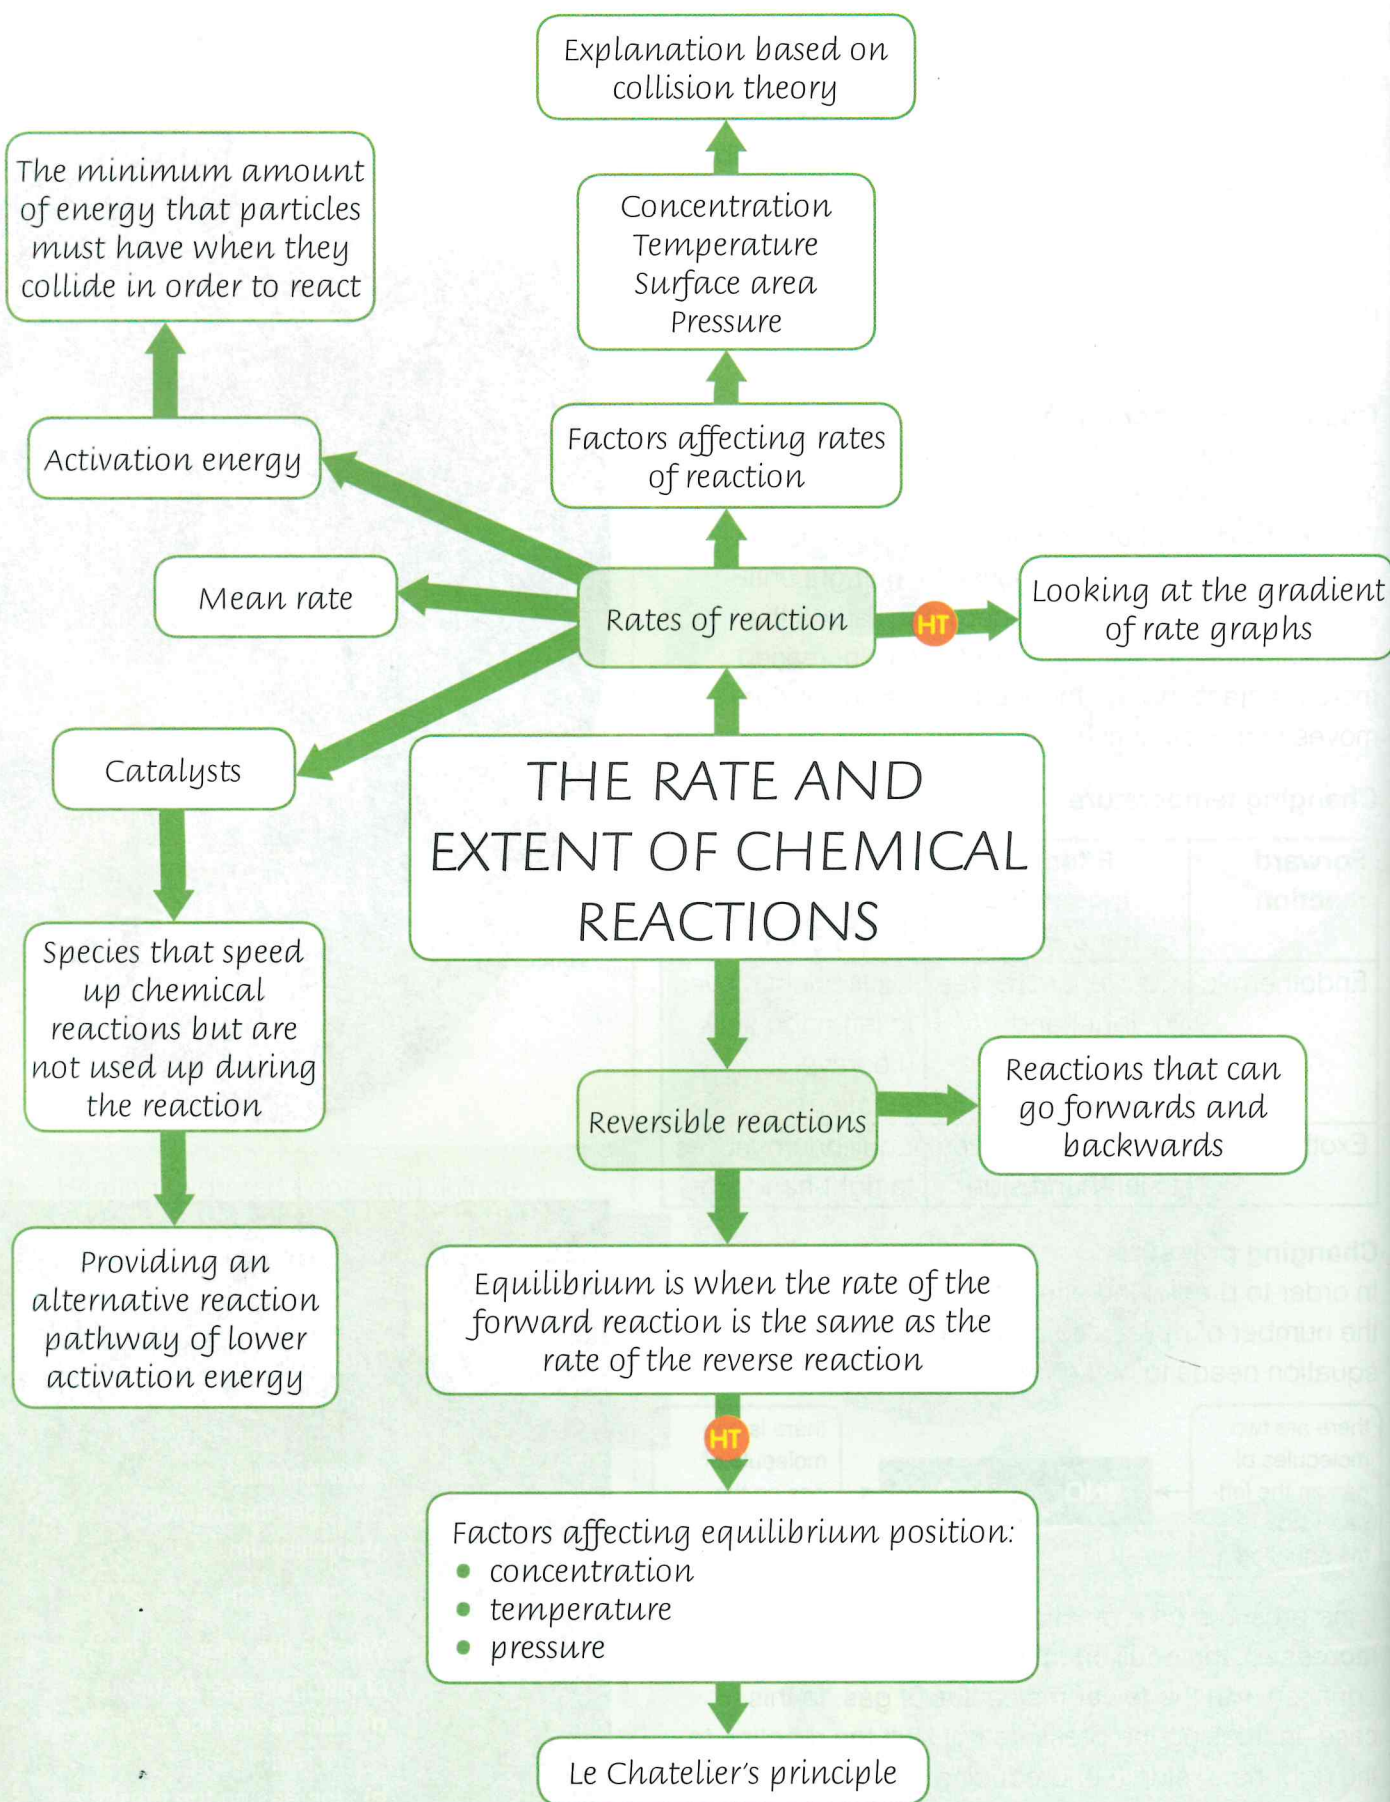 Explanation based on
collision theory
The minimum amount
of energy that particles
must have when they
collide in order to react
Concentration
Temperature
Surface area
Pressure
Activation energy
Factors affecting rates
of reaction
Mean rate
Rates of reaction
HT
Looking at the gradient
of rate graphs
Catalysts
THE RATE AND
EXTENT OF CHEMICAL
REACTIONS
Species that speed
up chemical
reactions but are
not used up during
the reaction
Reversible reactions
Reactions that can
go forwards and
backwards
Providing an
alternative reaction
pathway of lower
activation energy
Equilibrium is when the rate of the
forward reaction is the same as the
rate of the reverse reaction
HT
Factors affecting equilibrium position:
• concentration
• temperature
• pressure
Le Chatelier's principle